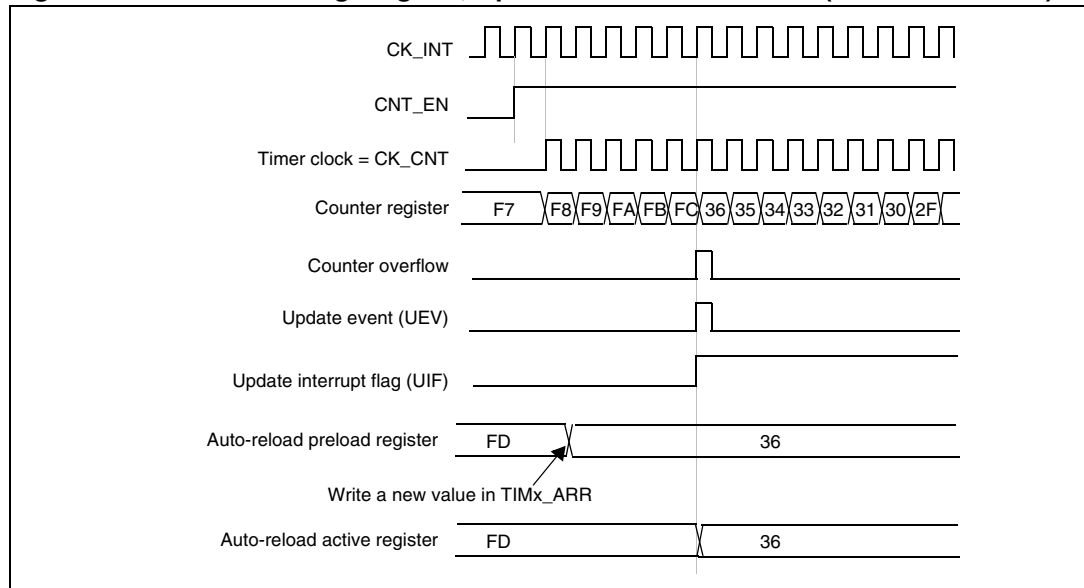 CK_INT
CNT_EN
Timer clock = CK_CNT
Counter register F7 F8 F9 FA FB FC 36 35 34 33 32 31 30 2F
Counter overflow
Update event (UEV)
Update interrupt flag (UIF)
Auto-reload preload register FD 36
Write a new value in TIMx_ARR
Auto-reload active register FD 36